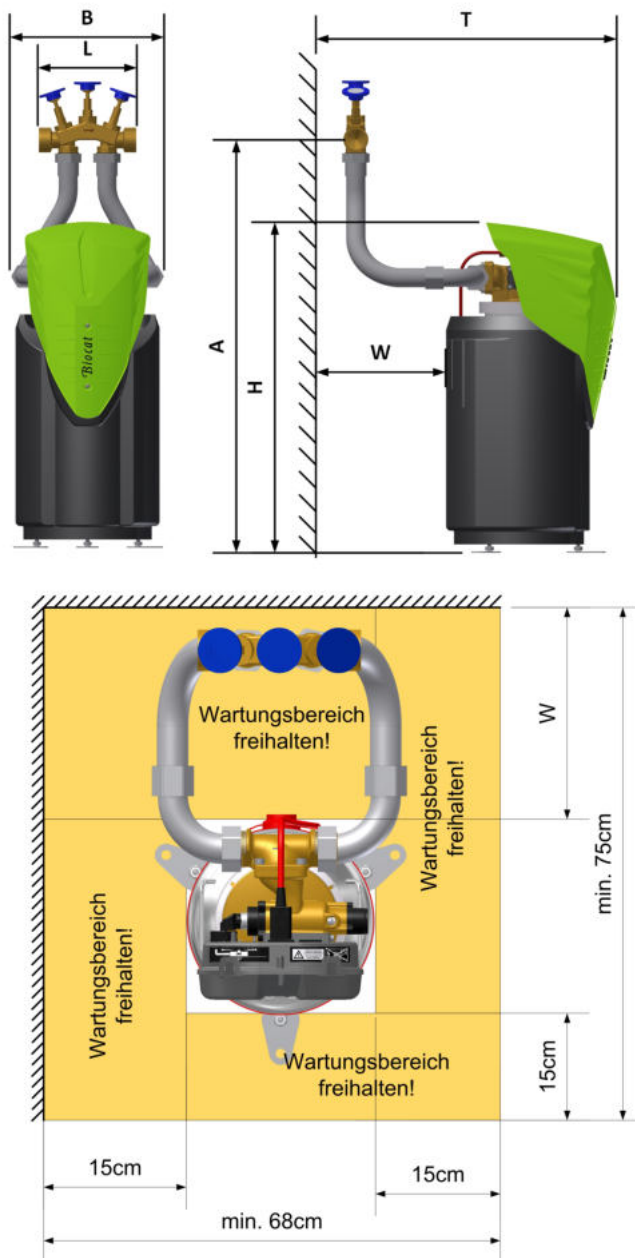 B
L
T
A
H
W
Biocat
Wartungsbereich
freihalten!
Wartungsbereich
freihalten!
Wartungsbereich
freihalten!
Wartungsbereich
freihalten!
W
min. 75cm
15cm
15cm
15cm
min. 68cm